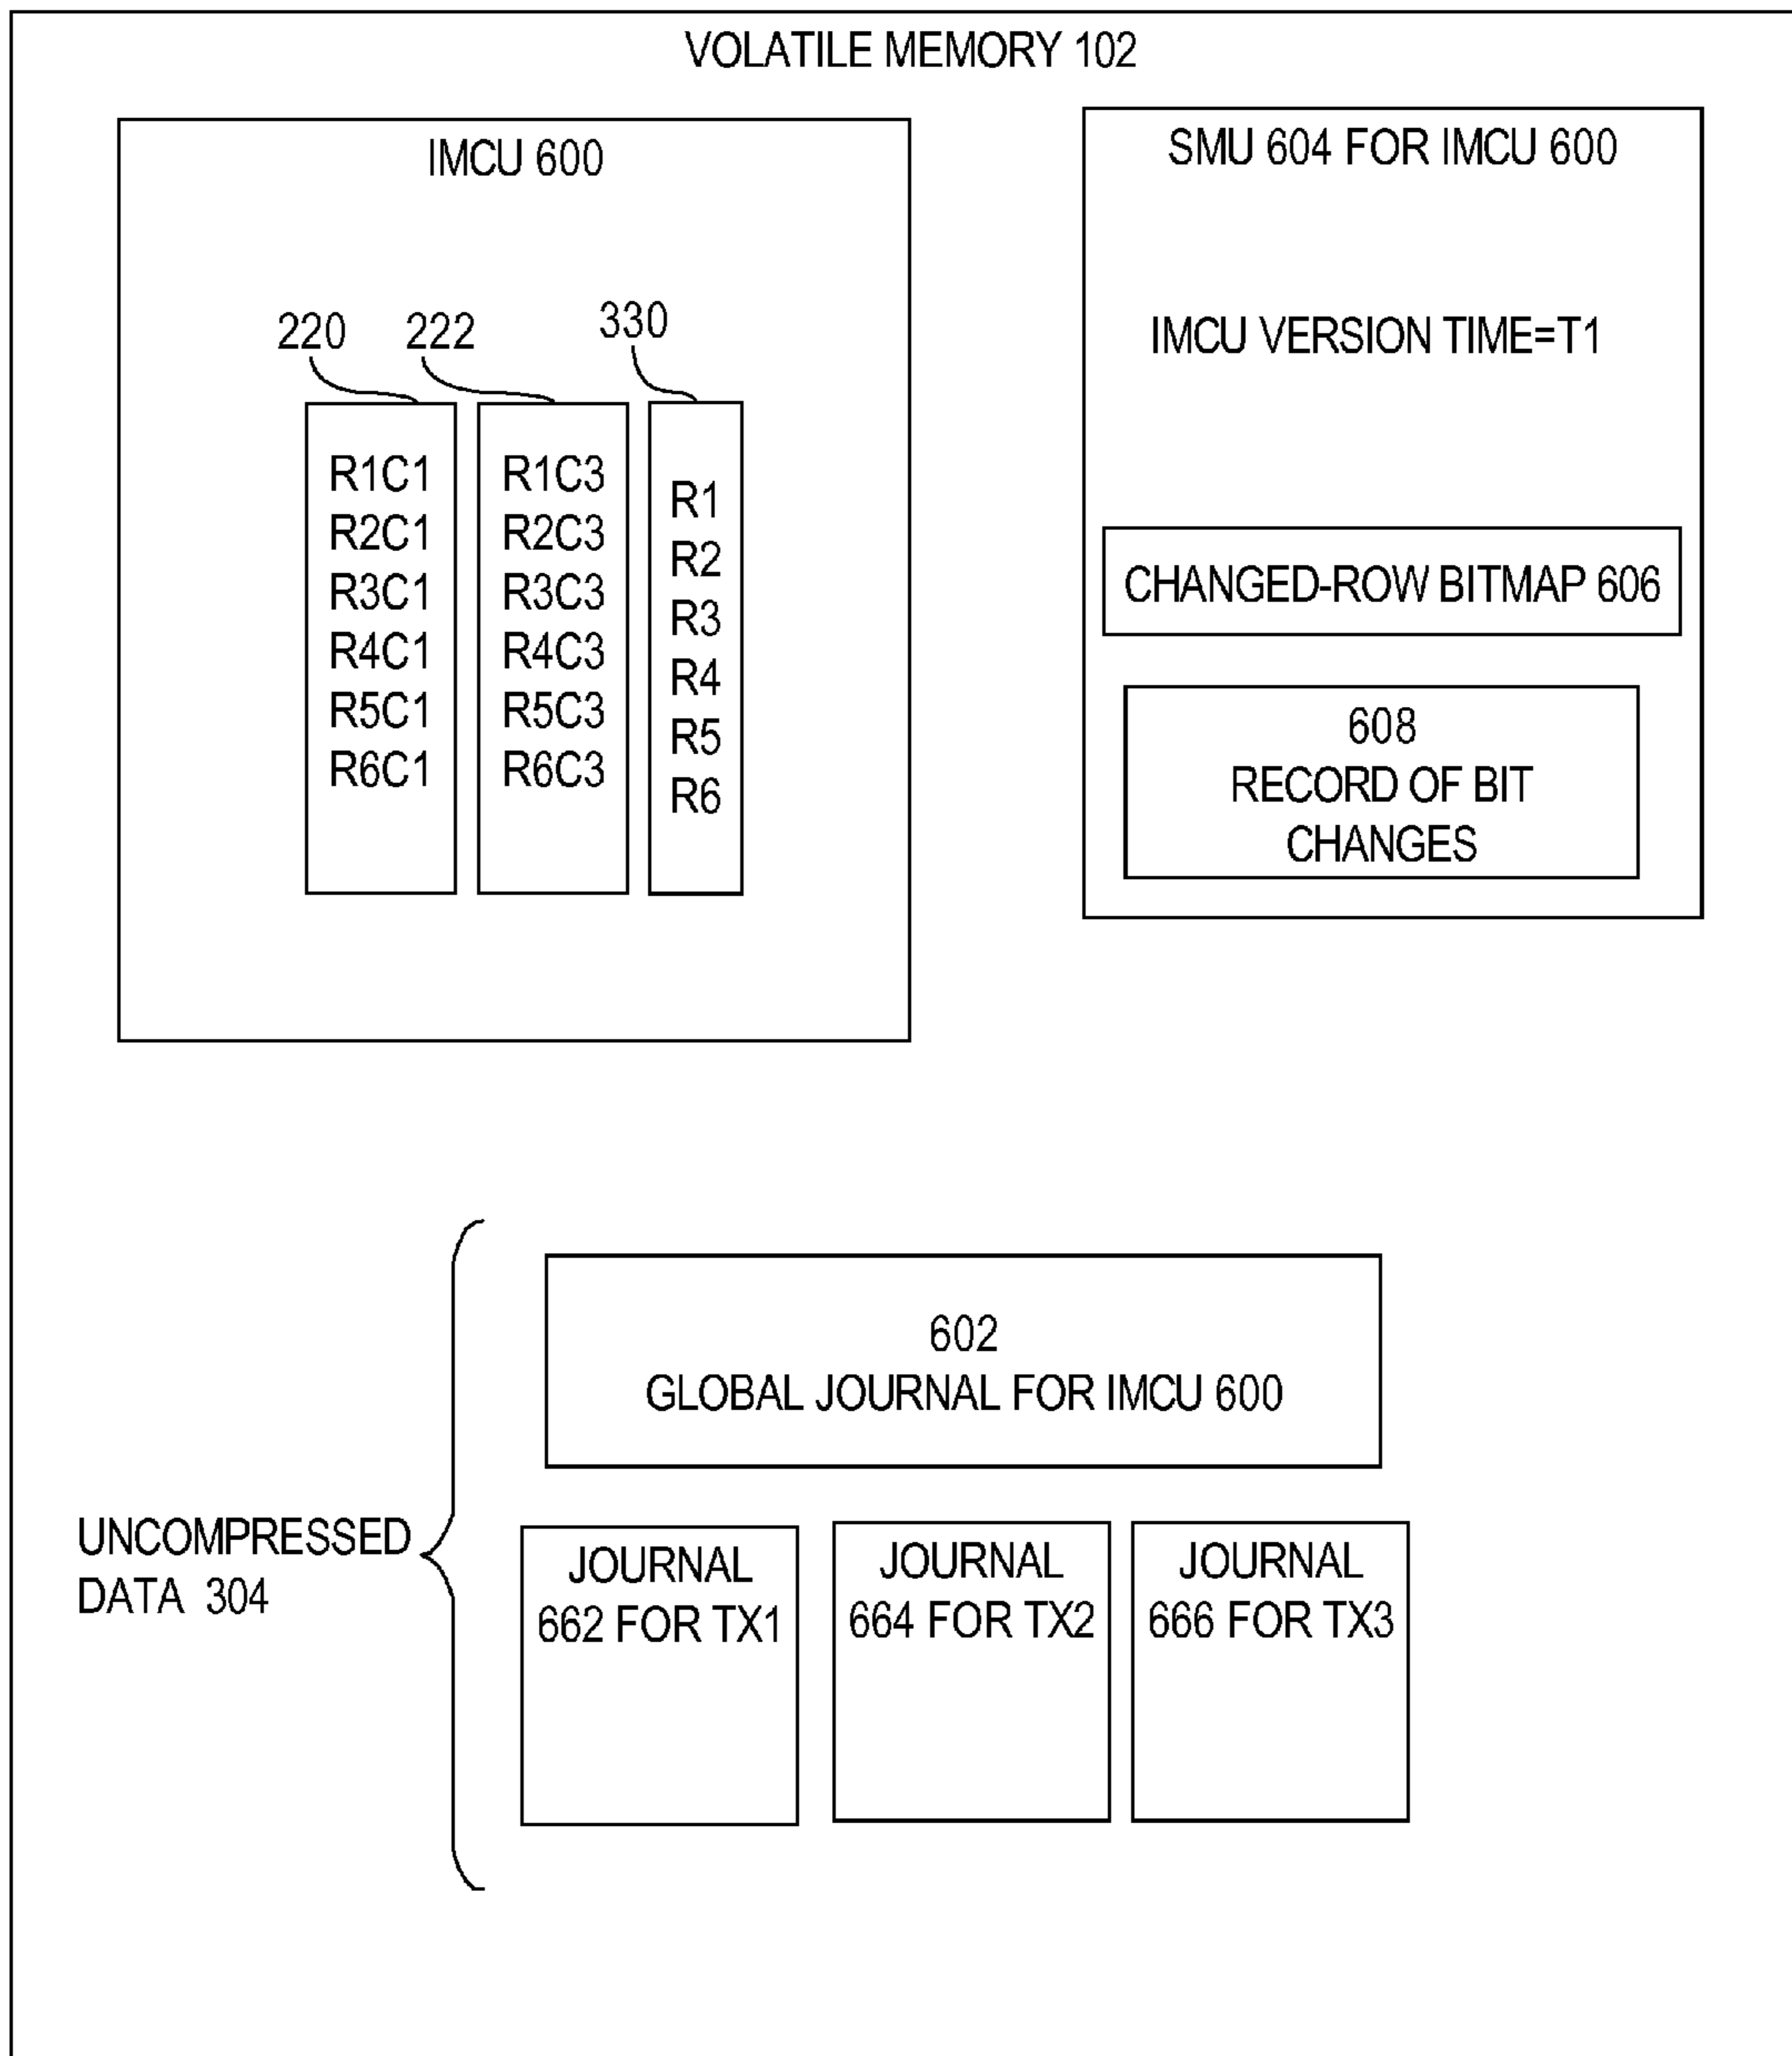 VOLATILE MEMORY 102
IMCU 600
220
222
330
R1C1
R2C1
R3C1
R4C1
R5C1
R6C1
R1C3
R2C3
R3C3
R4C3
R5C3
R6C3
R1
R2
R3
R4
R5
R6
SMU 604 FOR IMCU 600
IMCU VERSION TIME=T1
CHANGED-ROW BITMAP 606
608
RECORD OF BIT
CHANGES
UNCOMPRESSED
DATA 304
602
GLOBAL JOURNAL FOR IMCU 600
JOURNAL
662 FOR TX1
JOURNAL
664 FOR TX2
JOURNAL
666 FOR TX3